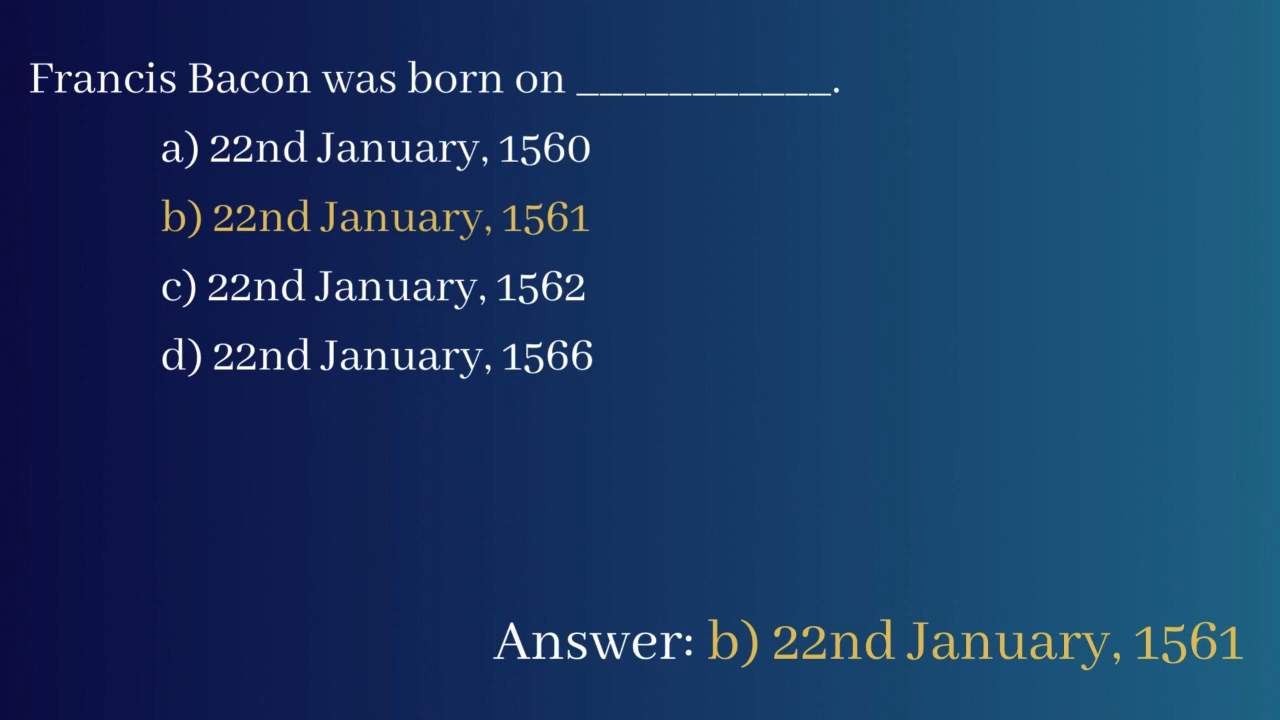 Francis Bacon was born on ___________.
a) 22nd January, 1560
b) 22nd January, 1561
c) 22nd January, 1562
d) 22nd January, 1566
Answer: b) 22nd January, 1561